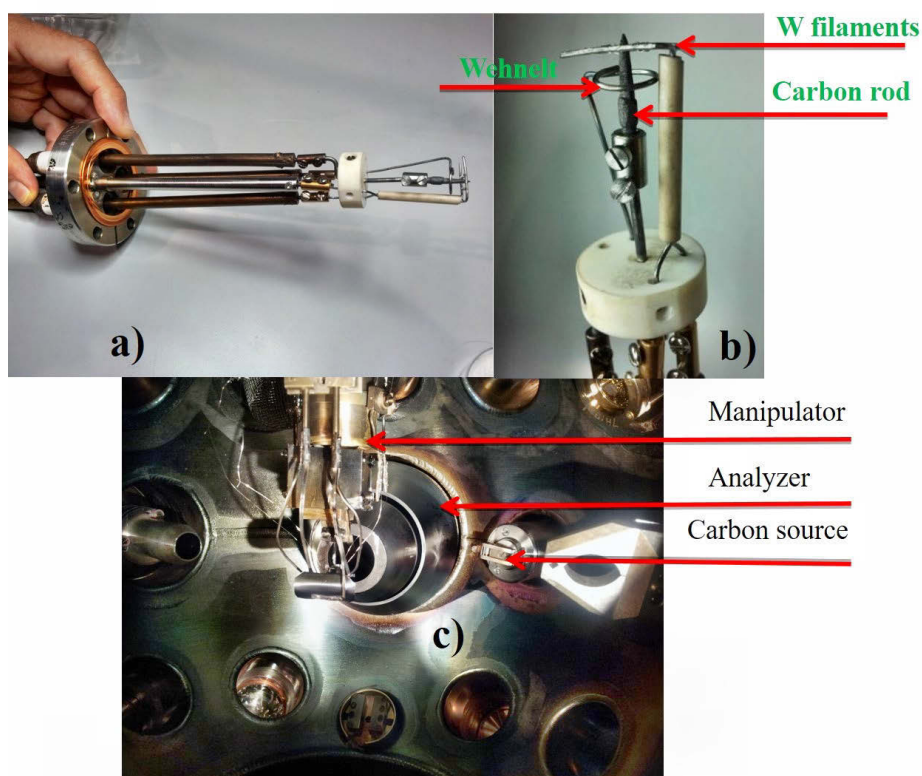 W filaments
Wehnelt
Carbon rod
a)
b)
Manipulator
Analyzer
Carbon source
c)